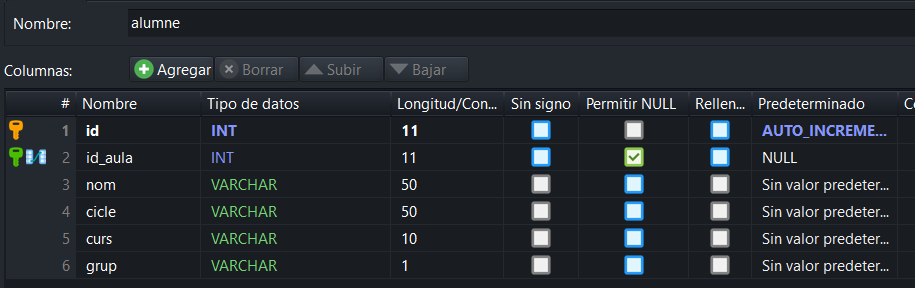 Nombre: alumne
Columnas: Agregar Borrar Subir Bajar
# Nombre Tipo de datos Longitud/Con... Sin signo Permitir NULL Rellen... Predeterminado C
1 id INT 11 AUTO_INCREME...
2 id_aula INT 11 NULL
3 nom VARCHAR 50 Sin valor predeter...
4 cicle VARCHAR 50 Sin valor predeter...
5 curs VARCHAR 10 Sin valor predeter...
6 grup VARCHAR 1 Sin valor predeter...